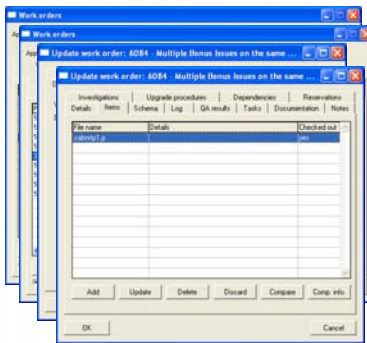 Work orders
Work orders
Update work order: 6084 - Multiple Bonus Issues on the same ...
Update work order: 6084 - Multiple Bonus Issues on the same ...
Investigations Upgrade procedures Dependencies Reservations
Details Items Schema Log QA results Tasks Documentation Notes
File name Details Checked out
yes
Add Update Delete Discard Compare Comp. info
OK Cancel